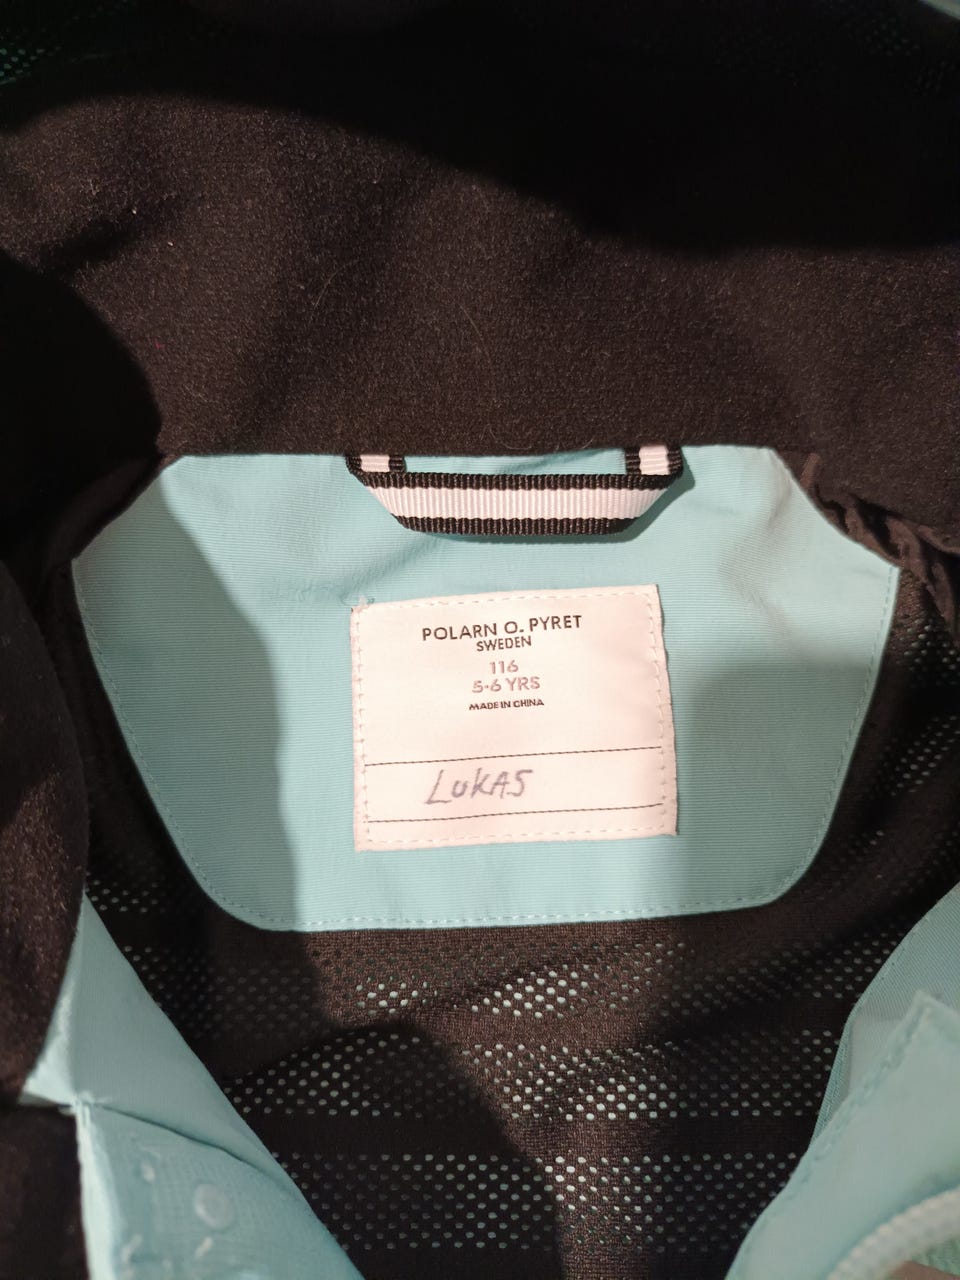 POLARN O. PYRET
SWEDEN
116
5-6 YRS
MADE IN CHINA
LUKAS